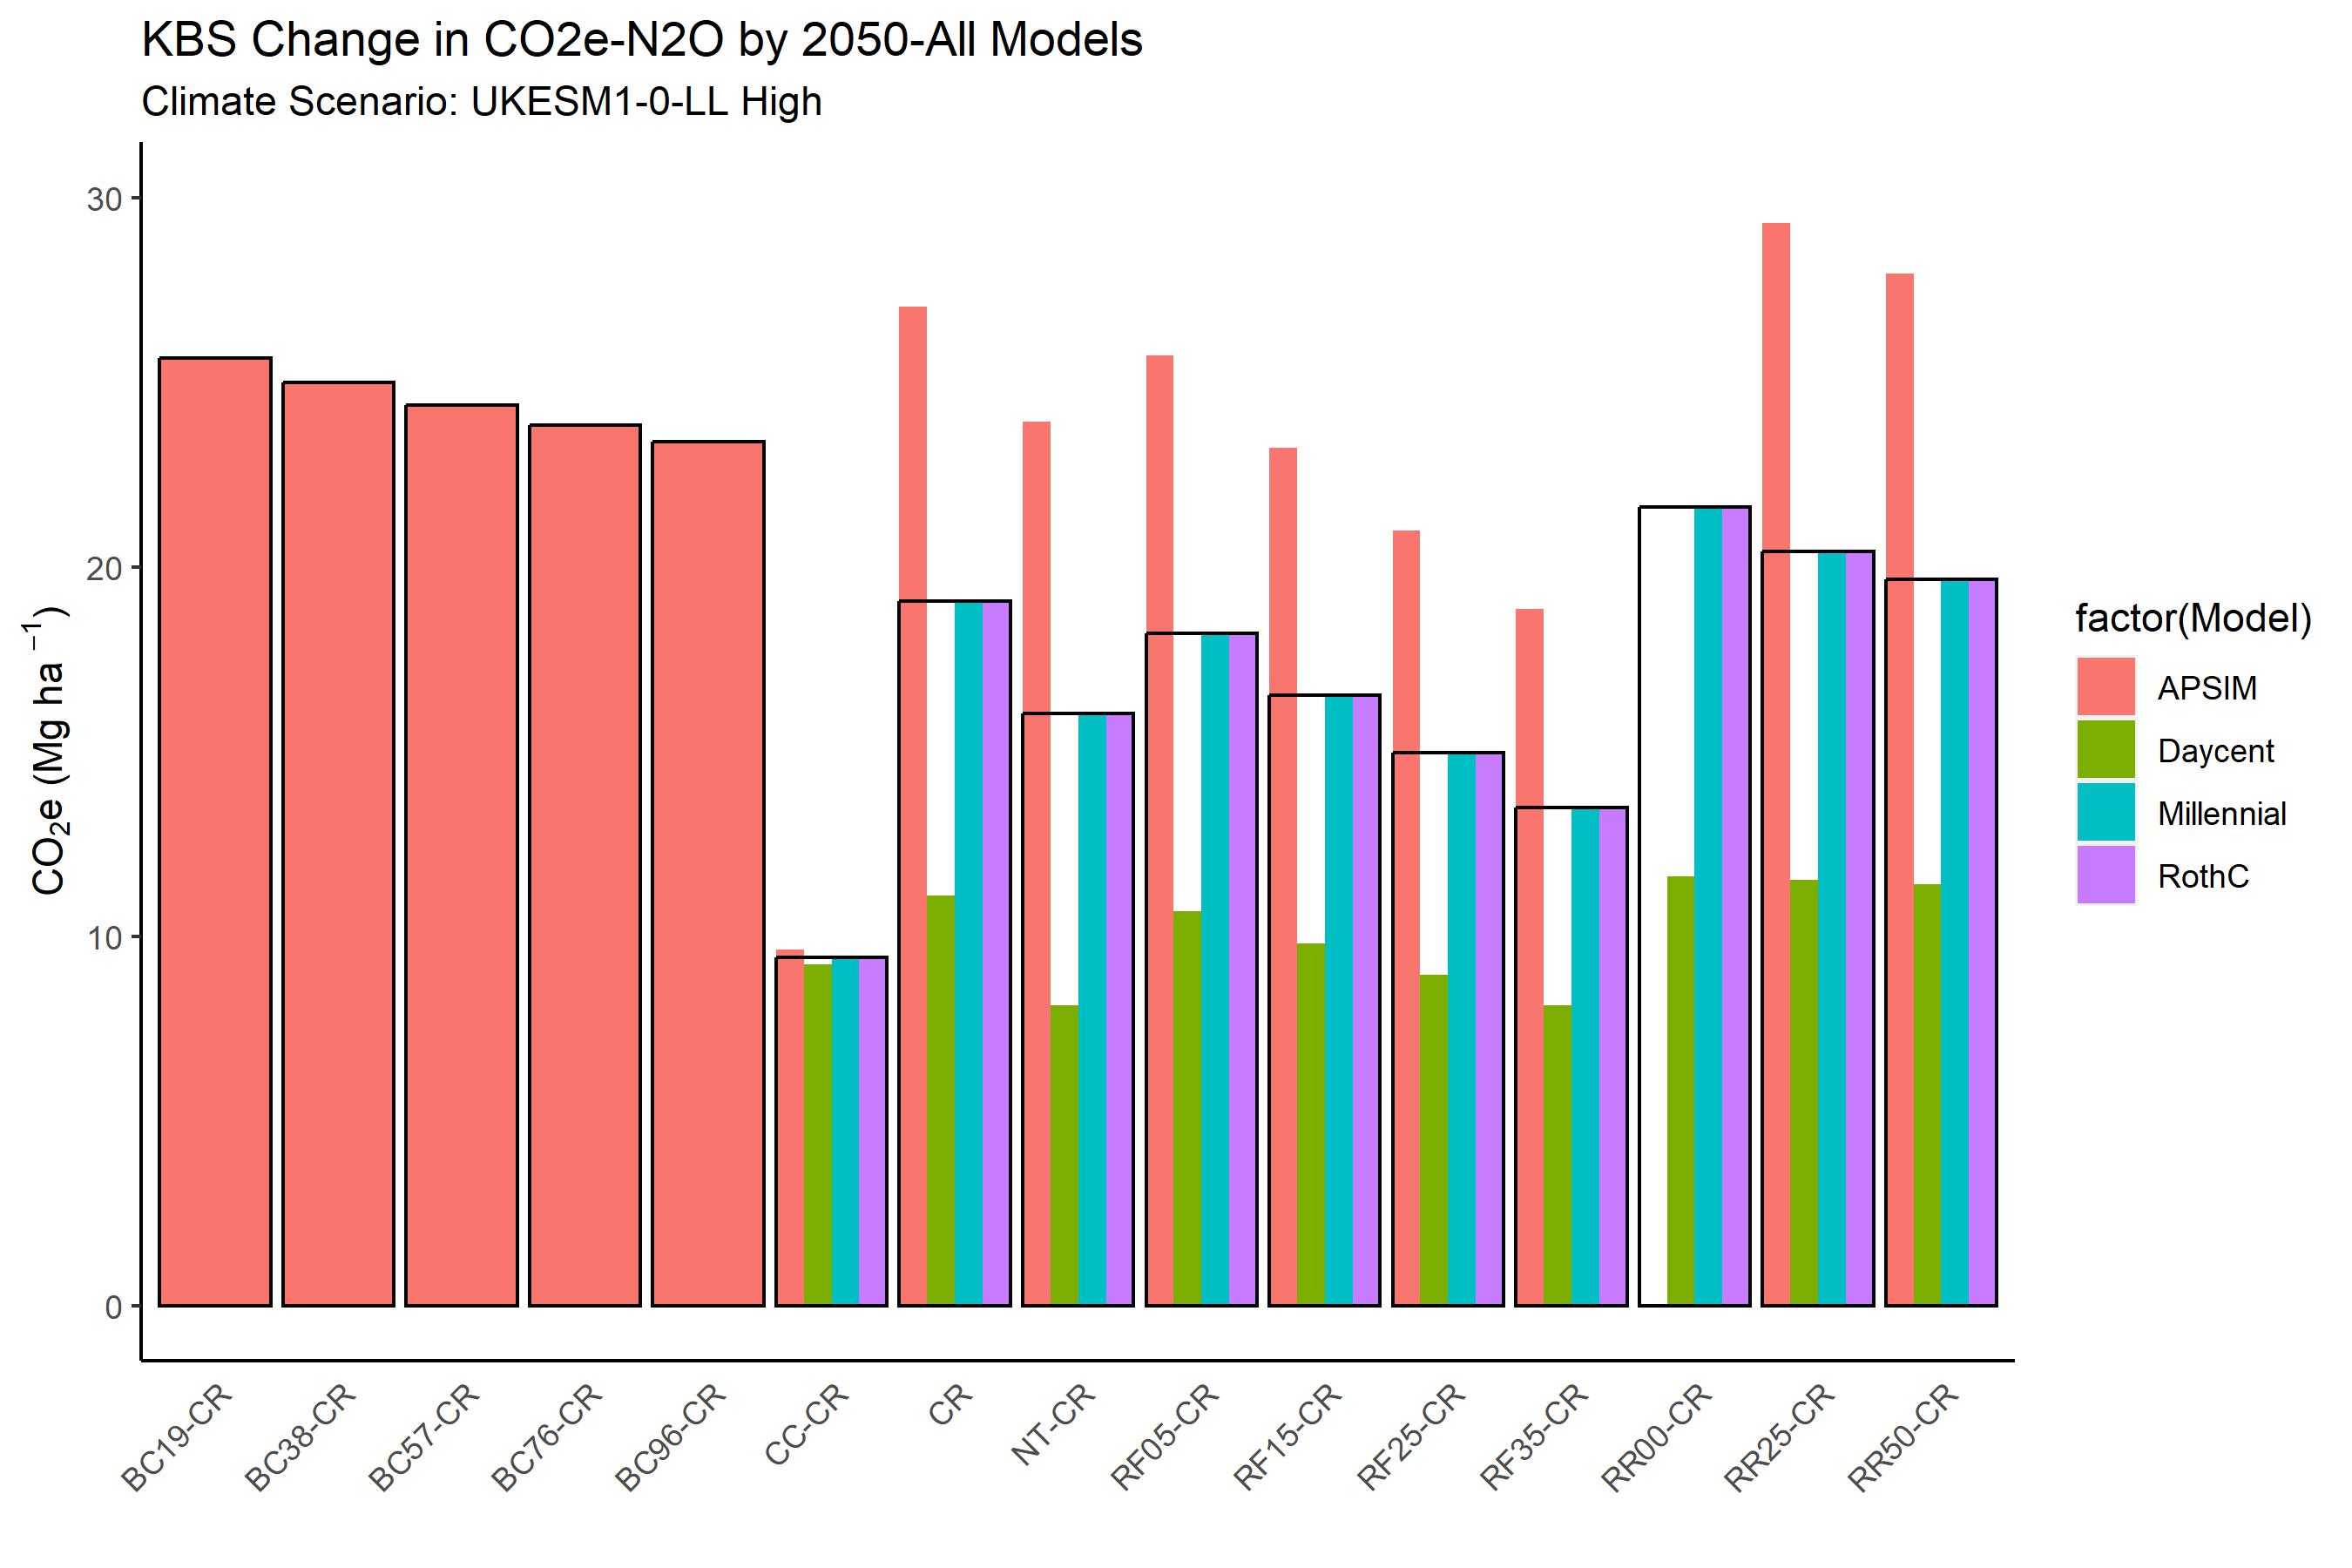 KBS Change in CO2e-N2O by 2050-All Models
Climate Scenario: UKESM1-0-LL High
CO₂e (Mg ha ⁻¹)
30
20
10
0
BC19-CR
BC38-CR
BC57-CR
BC76-CR
BC96-CR
CC-CR
CR
NT-CR
RF05-CR
RF15-CR
RF25-CR
RF35-CR
RR00-CR
RR25-CR
RR50-CR
factor(Model)
APSIM
Daycent
Millennial
RothC